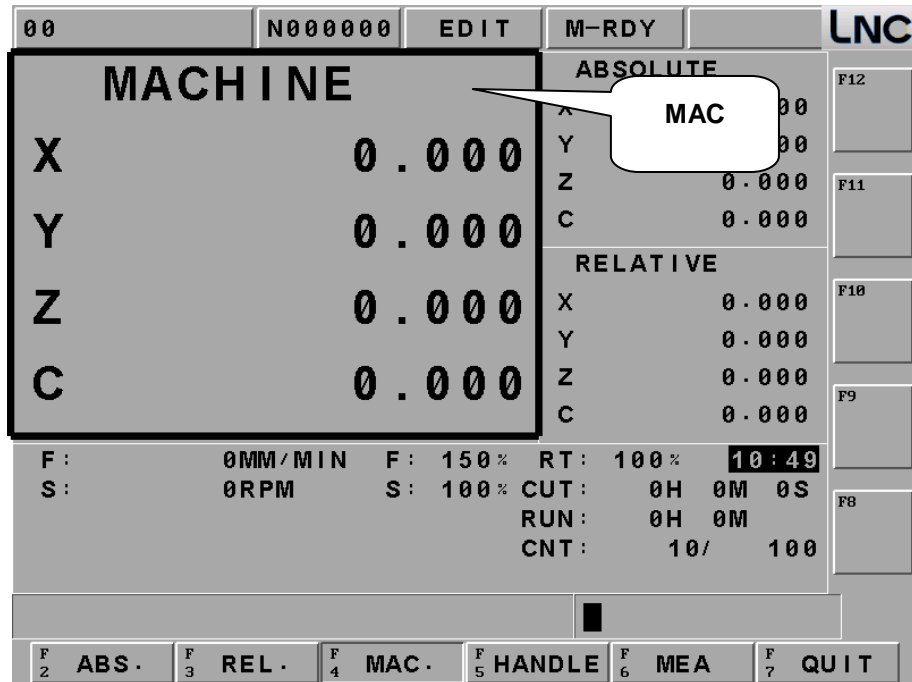 00 N000000 EDIT M-RDY LNC
MACHINE
X 0.000
Y 0.000
Z 0.000
C 0.000
MAC
ABSOLUTE
X 00
Y 00
Z 0.000
C 0.000
RELATIVE
X 0.000
Y 0.000
Z 0.000
C 0.000
F12
F11
F10
F9
F8
F: 0MM/MIN F: 150% RT: 100% 10:49
S: 0RPM S: 100% CUT: 0H 0M 0S
RUN: 0H 0M
CNT: 10/ 100
F2 ABS. F3 REL. F4 MAC. F5 HANDLE F6 MEA F7 QUIT